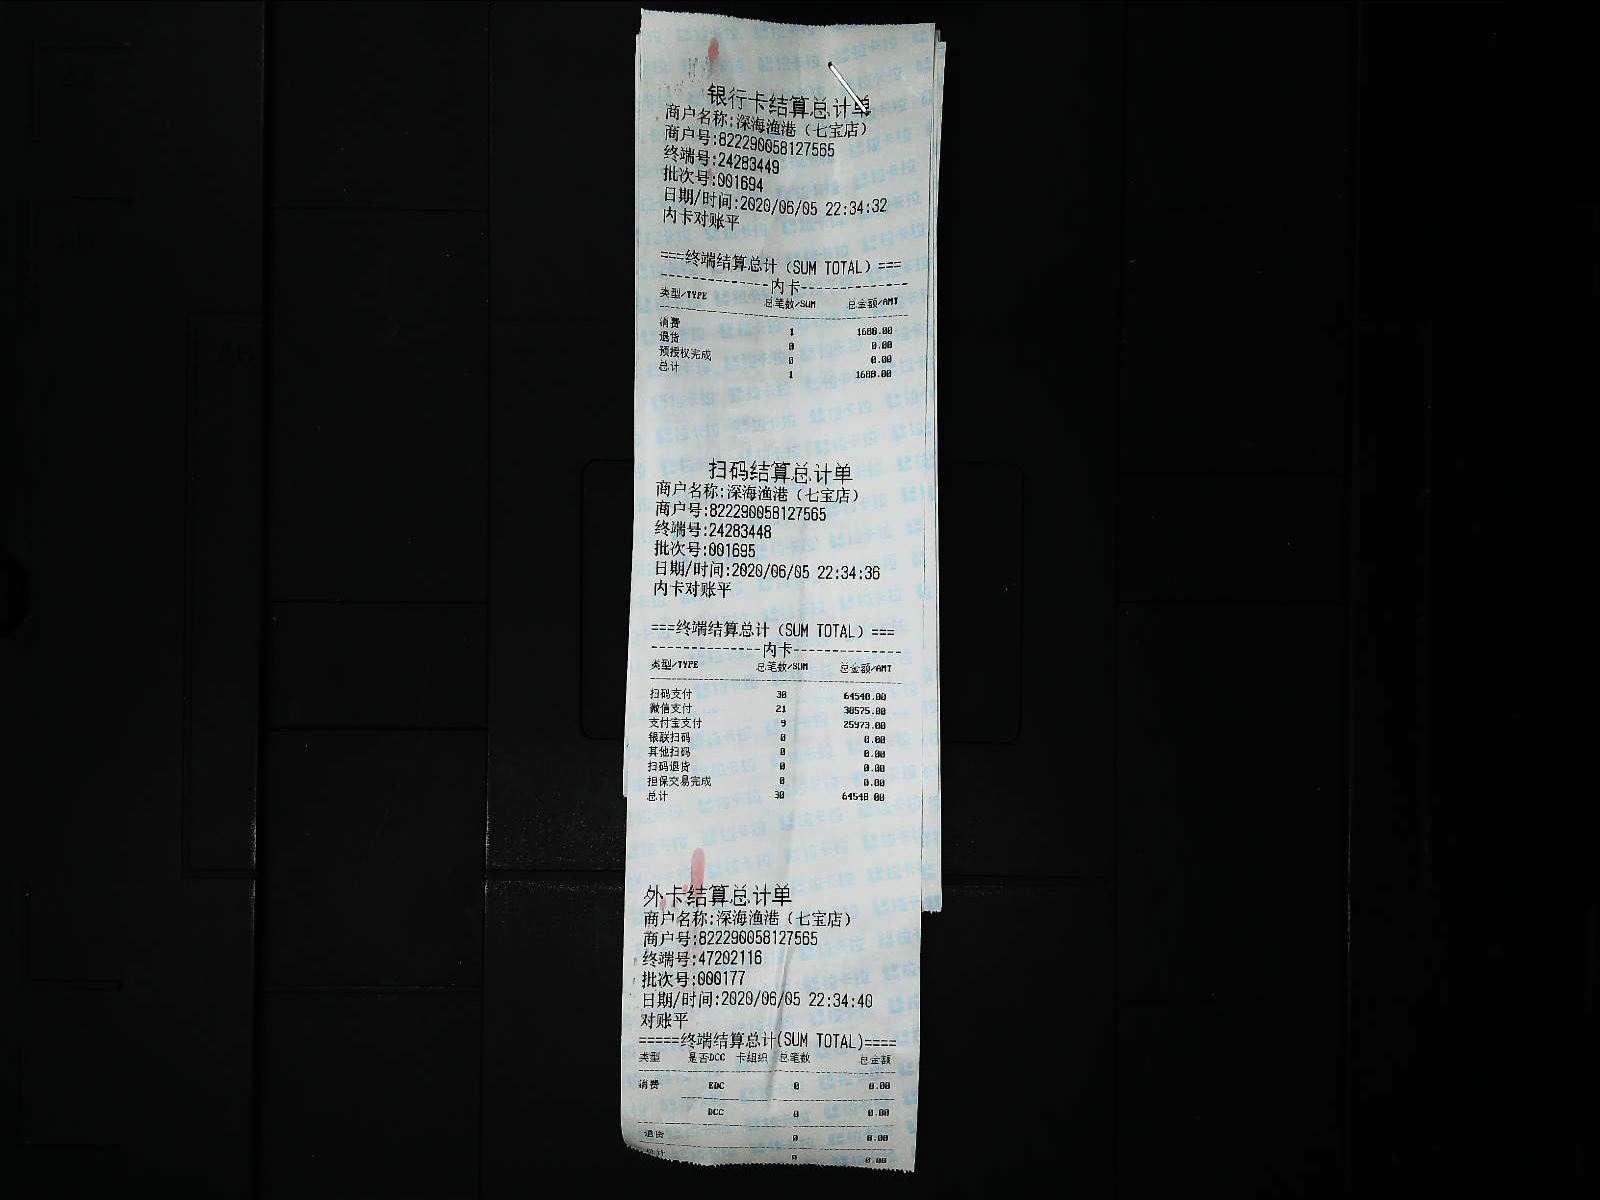 银行卡结算总计单
商户名称:深海渔港（七宝店）
商户号:822290058127565
终端号:24283449
批次号:001694
日期/时间:2020/06/05 22:34:32
内卡对账平
===终端结算总计（SUM TOTAL）===
-------------内卡-------------
类型/TYPE 总笔数/SUM 总金额/AMT
消费 1 1680.00
退货 0 0.00
预授权完成 0 0.00
总计 1 1680.00
扫码结算总计单
商户名称:深海渔港（七宝店）
商户号:822290058127565
终端号:24283448
批次号:001695
日期/时间:2020/06/05 22:34:36
内卡对账平
===终端结算总计（SUM TOTAL）===
-------------内卡-------------
类型/TYPE 总笔数/SUM 总金额/AMT
扫码支付 30 64548.00
微信支付 21 38575.00
支付宝支付 9 25973.00
银联扫码 0 0.00
其他扫码 0 0.00
扫码退货 0 0.00
担保交易完成 0 0.00
总计 30 64548.00
外卡结算总计单
商户名称:深海渔港（七宝店）
商户号:822290058127565
终端号:47202116
批次号:000177
日期/时间:2020/06/05 22:34:40
对账平
=====终端结算总计(SUM TOTAL)====
类型 是否DCC 卡组织 总笔数 总金额
消费 EDC 0 0.00
DCC 0 0.00
退货 0 0.00
总计 0 0.00